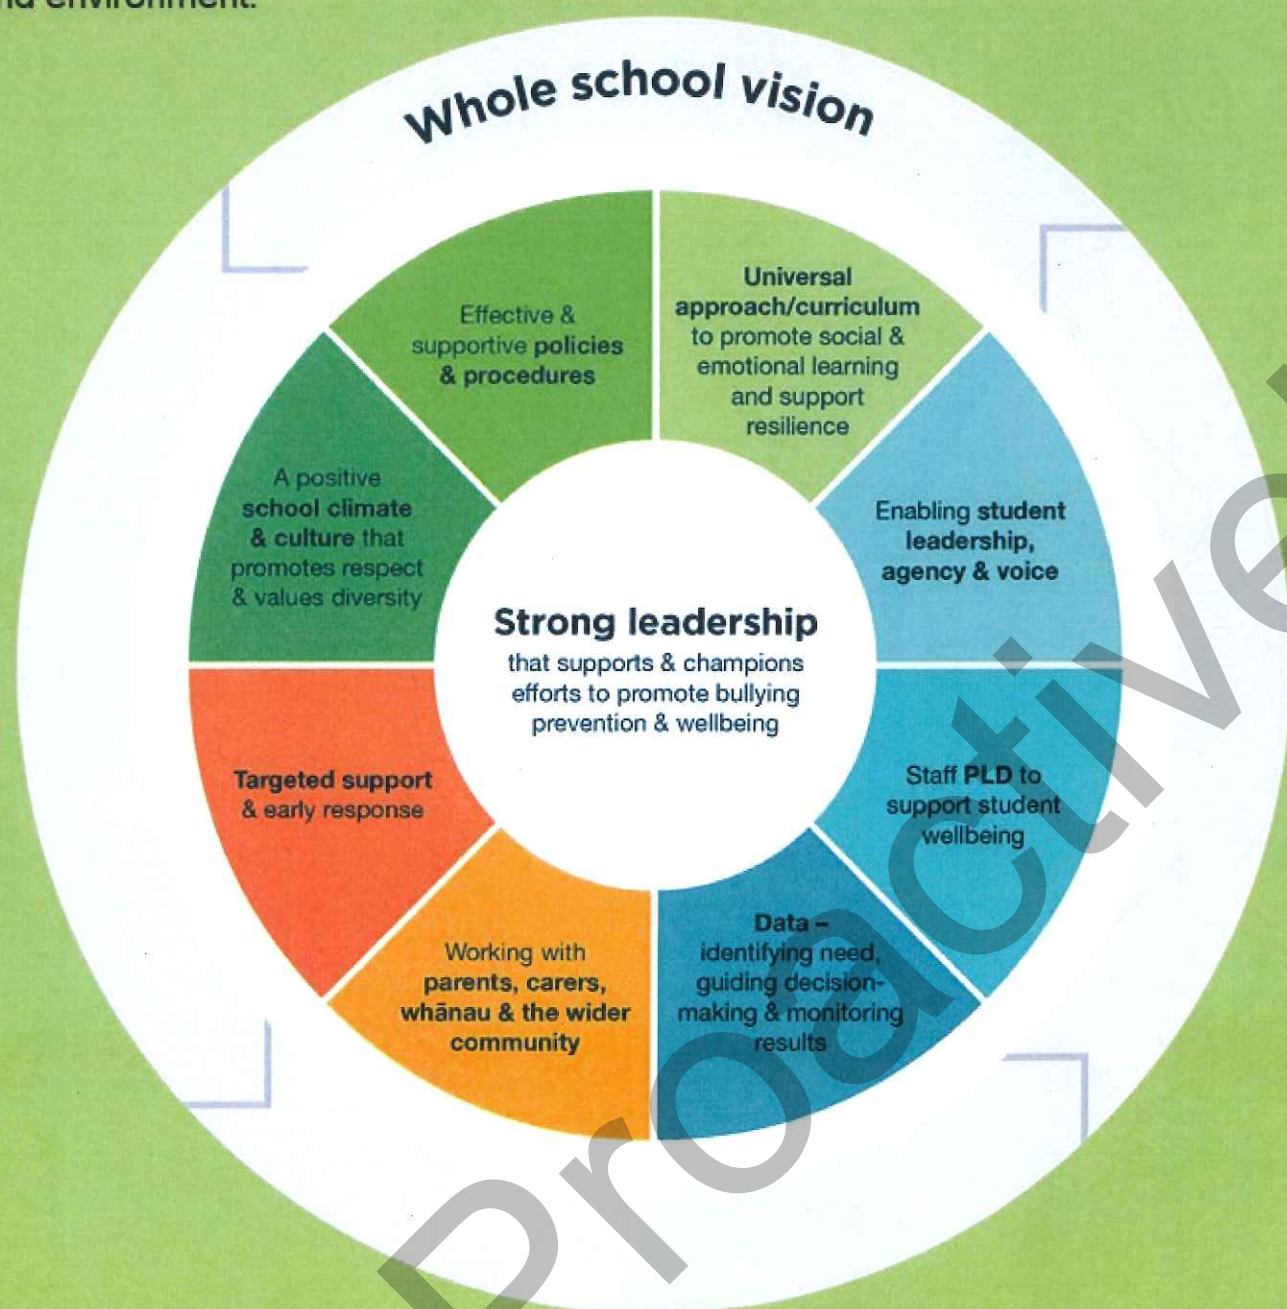 nd environment.
Whole school vision
Universal
approach/curriculum
to promote social &
emotional learning
and support
resilience
Enabling student
leadership,
agency & voice
Staff PLD to
support student
wellbeing
Data –
identifying need,
guiding decision-
making & monitoring
results
Working with
parents, carers,
whānau & the wider
community
Targeted support
& early response
A positive
school climate
& culture that
promotes respect
& values diversity
Effective &
supportive policies
& procedures
Strong leadership
that supports & champions
efforts to promote bullying
prevention & wellbeing
Proactive